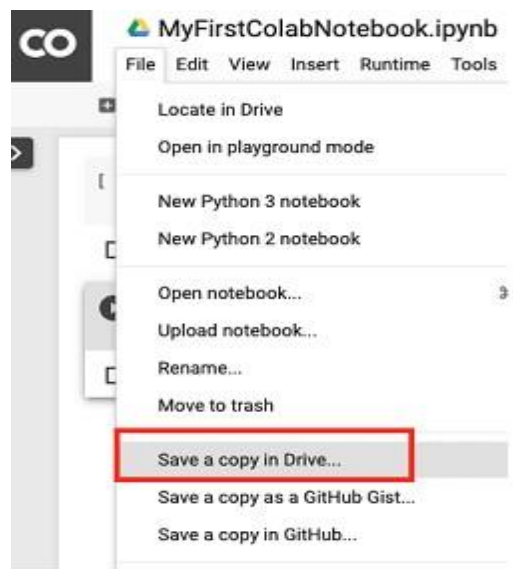 CO
MyFirstColabNotebook.ipynb
File Edit View Insert Runtime Tools
Locate in Drive
Open in playground mode
New Python 3 notebook
New Python 2 notebook
Open notebook...
Upload notebook...
Rename...
Move to trash
Save a copy in Drive...
Save a copy as a GitHub Gist...
Save a copy in GitHub...